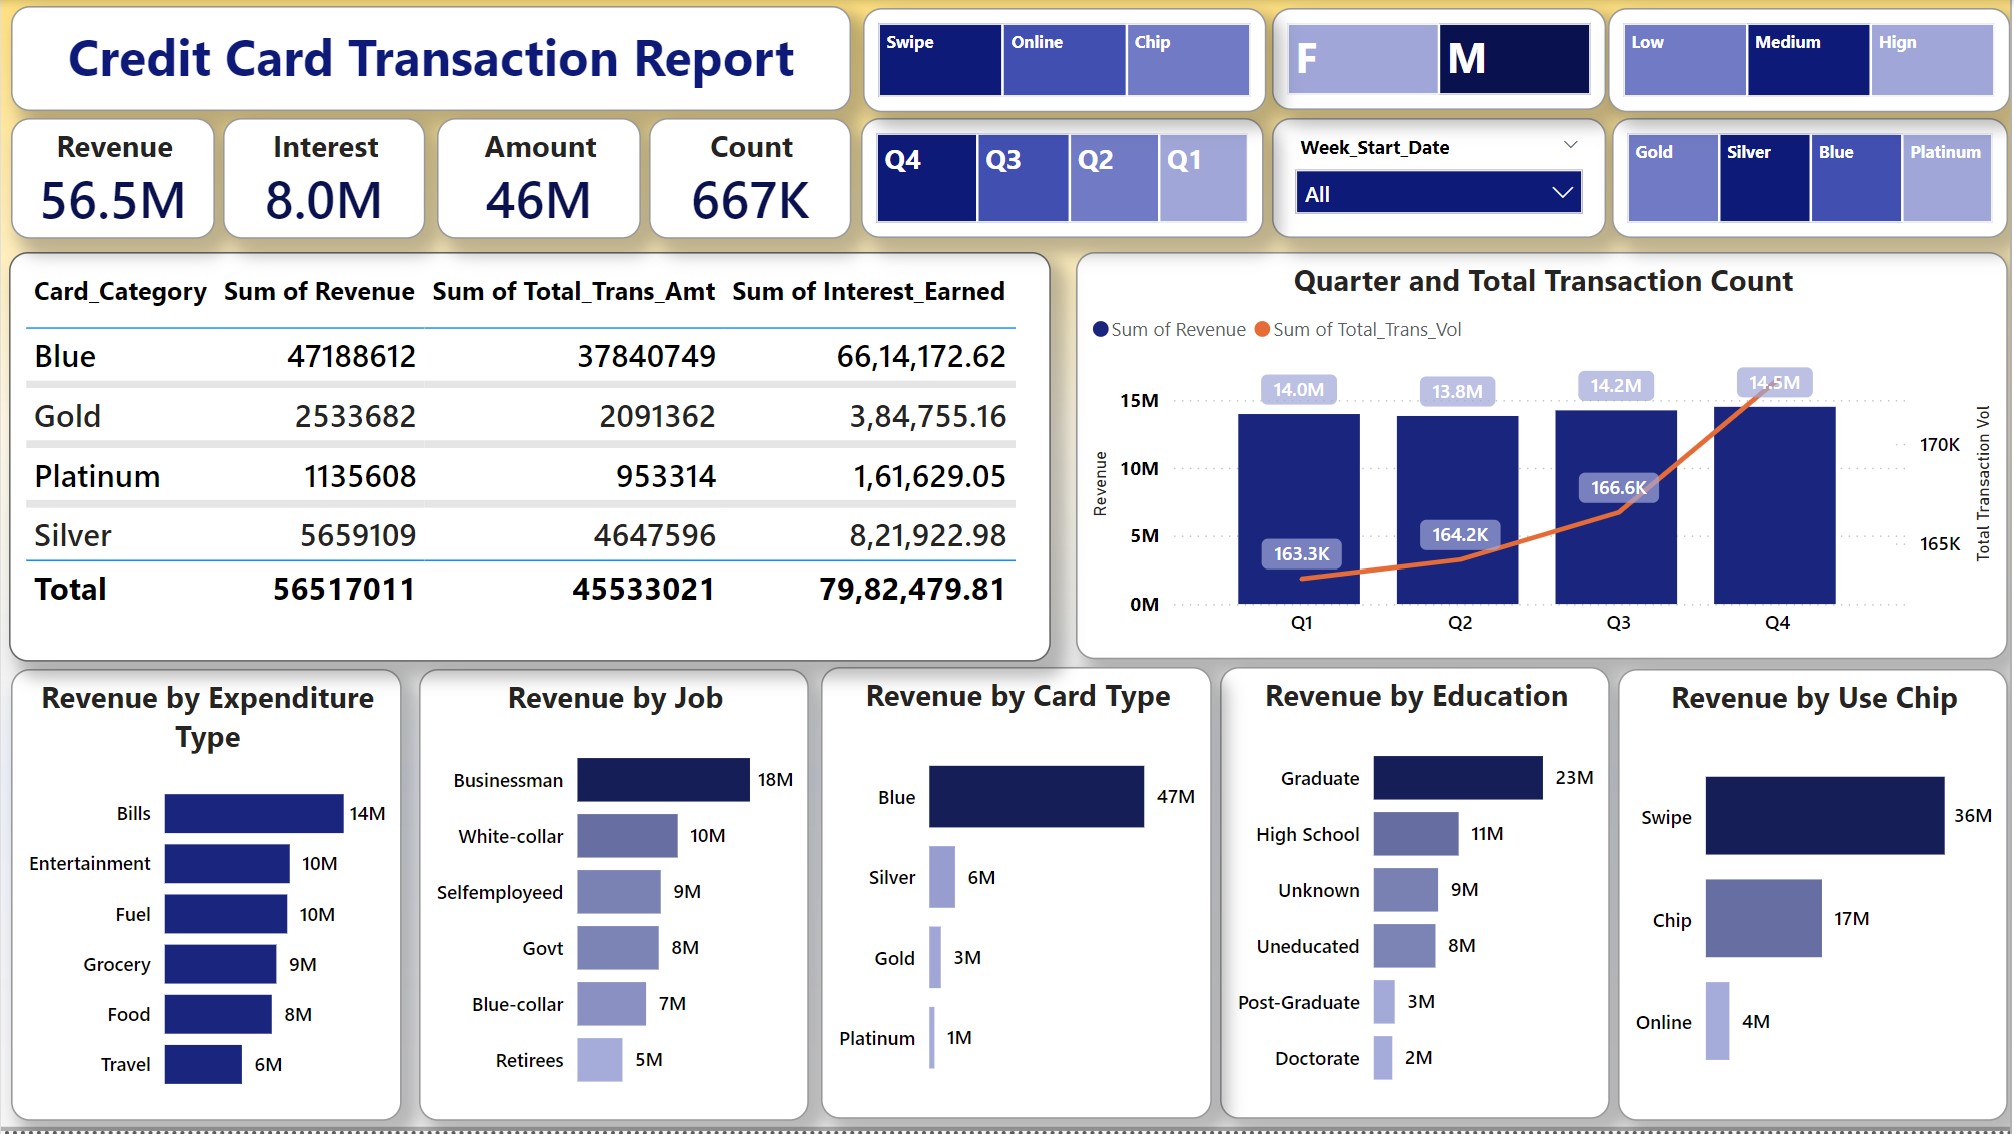 Credit Card Transaction Report
Swipe Online Chip
F M
Low Medium Hign
Revenue
56.5M
Interest
8.0M
Amount
46M
Count
667K
Q4 Q3 Q2 Q1
Week_Start_Date
All
Gold Silver Blue Platinum
Card_Category Sum of Revenue Sum of Total_Trans_Amt Sum of Interest_Earned
Blue 47188612 37840749 66,14,172.62
Gold 2533682 2091362 3,84,755.16
Platinum 1135608 953314 1,61,629.05
Silver 5659109 4647596 8,21,922.98
Total 56517011 45533021 79,82,479.81
Quarter and Total Transaction Count
Sum of Revenue Sum of Total_Trans_Vol
Revenue
15M
10M
5M
0M
14.0M 13.8M 14.2M 14.5M
163.3K 164.2K 166.6K
170K
165K
Total Transaction Vol
Q1 Q2 Q3 Q4
Revenue by Expenditure
Type
Bills 14M
Entertainment 10M
Fuel 10M
Grocery 9M
Food 8M
Travel 6M
Revenue by Job
Businessman 18M
White-collar 10M
Selfemployeed 9M
Govt 8M
Blue-collar 7M
Retirees 5M
Revenue by Card Type
Blue 47M
Silver 6M
Gold 3M
Platinum 1M
Revenue by Education
Graduate 23M
High School 11M
Unknown 9M
Uneducated 8M
Post-Graduate 3M
Doctorate 2M
Revenue by Use Chip
Swipe 36M
Chip 17M
Online 4M